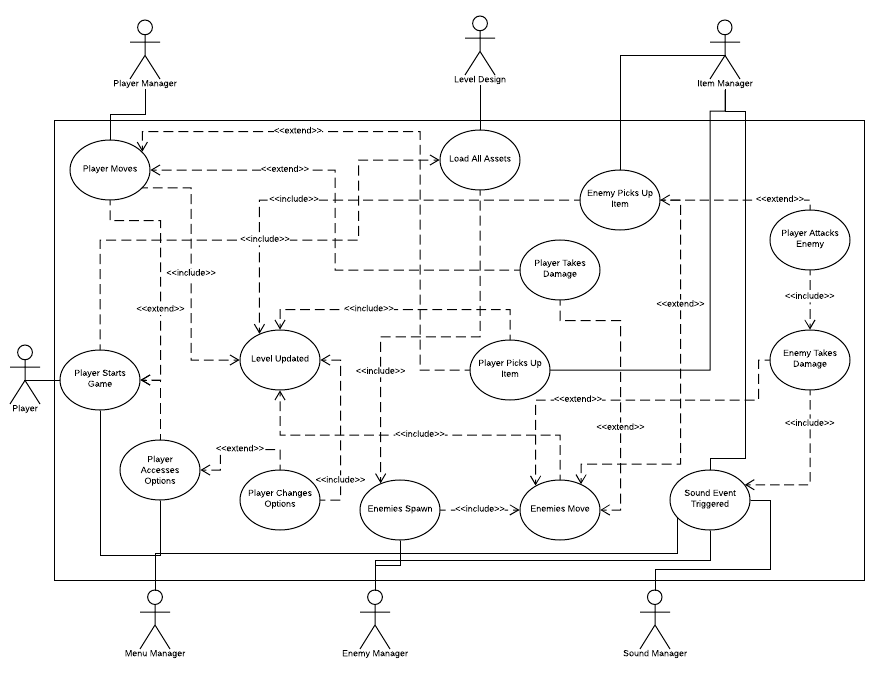 Player Manager
Level Design
Item Manager
<<extend>>
Player Moves
<<extend>>
Load All Assets
Enemy Picks Up
Item
<<include>>
<<extend>>
Player Attacks
Enemy
<<include>>
<<include>>
Player Takes
Damage
<<extend>>
<<include>>
<<extend>>
<<include>>
Player
Player Starts
Game
Level Updated
<<include>>
Player Picks Up
Item
Enemy Takes
Damage
<<extend>>
<<extend>>
<<include>>
<<include>>
Player
Accesses
Options
<<extend>>
<<include>>
Player Changes
Options
Enemies Spawn
<<include>>
Enemies Move
Sound Event
Triggered
Menu Manager
Enemy Manager
Sound Manager